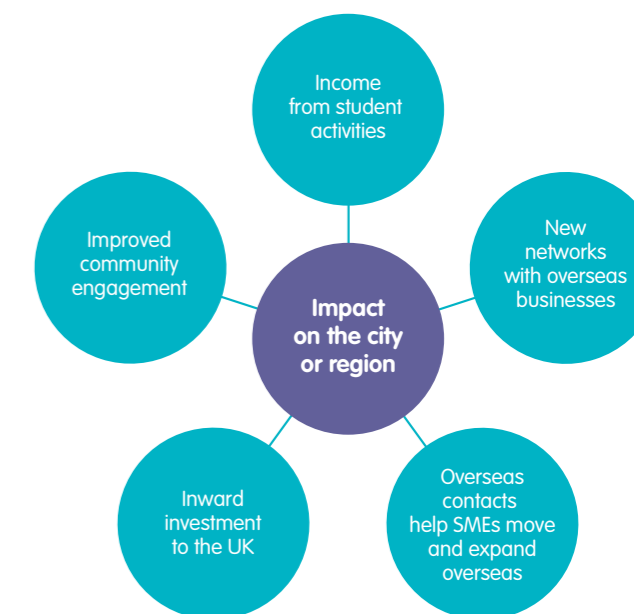 Income
from student
activities
New
networks
with overseas
businesses
Improved
community
engagement
Impact
on the city
or region
Overseas
contacts
help SMEs move
and expand
overseas
Inward
investment
to the UK